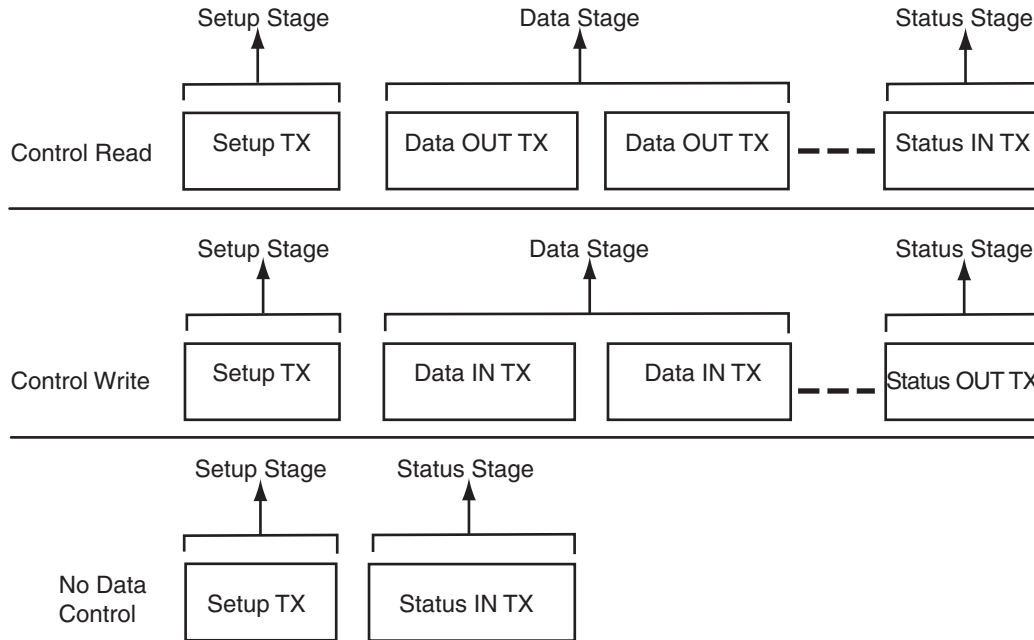 Setup Stage
Data Stage
Status Stage
Control Read
Setup TX
Data OUT TX
Data OUT TX
Status IN TX
Setup Stage
Data Stage
Status Stage
Control Write
Setup TX
Data IN TX
Data IN TX
Status OUT TX
Setup Stage
Status Stage
No Data
Control
Setup TX
Status IN TX